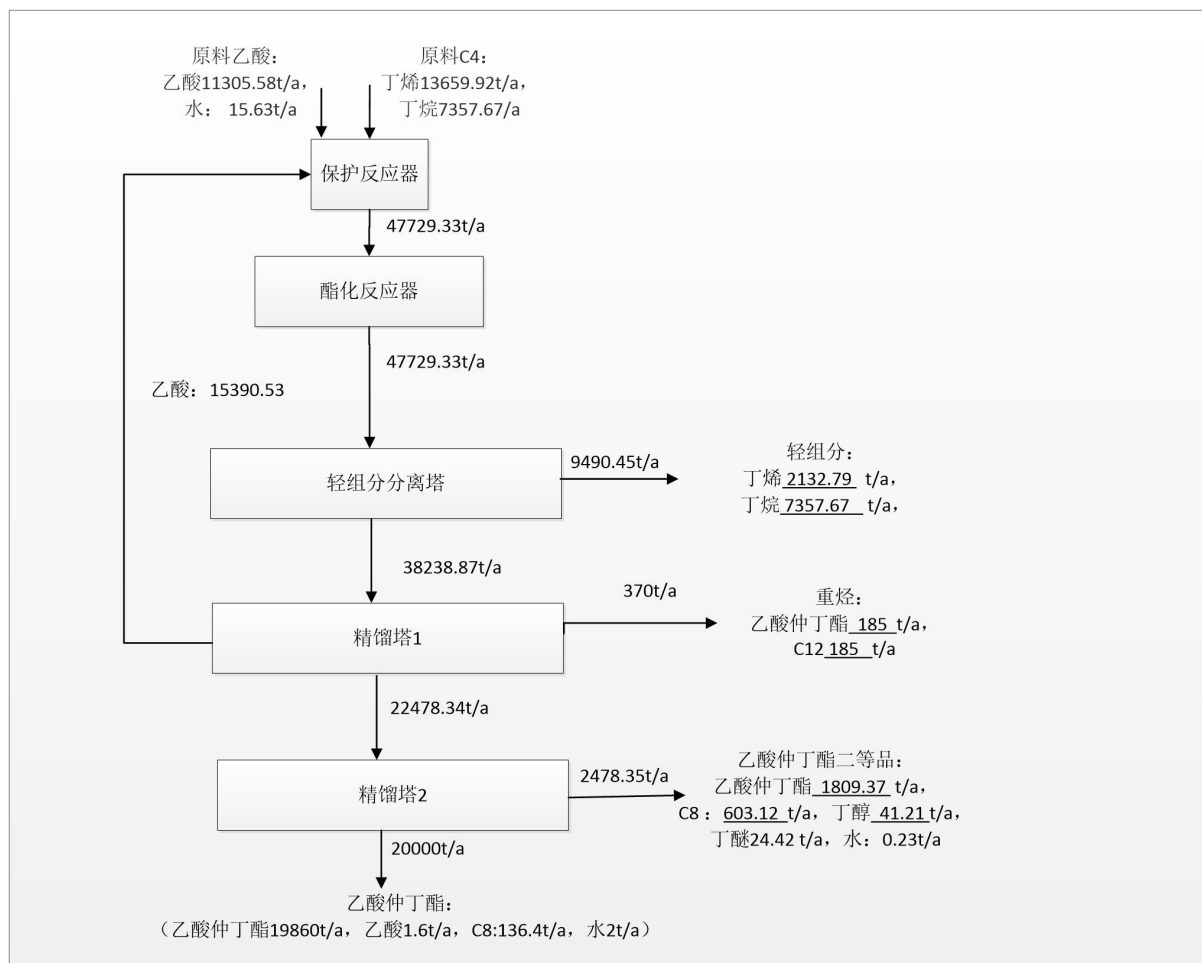 原料乙酸：
乙酸11305.58t/a，
水： 15.63t/a
原料C4：
丁烯13659.92t/a，
丁烷7357.67/a
保护反应器
47729.33t/a
酯化反应器
47729.33t/a
乙酸：15390.53
轻组分分离塔
9490.45t/a
轻组分：
丁烯 2132.79 t/a，
丁烷 7357.67 t/a，
38238.87t/a
精馏塔1
370t/a
重烃：
乙酸仲丁酯 185 t/a，
C12 185 t/a
22478.34t/a
精馏塔2
2478.35t/a
乙酸仲丁酯二等品：
乙酸仲丁酯 1809.37 t/a，
C8 ：603.12 t/a，丁醇 41.21 t/a，
丁醚24.42 t/a，水：0.23t/a
20000t/a
乙酸仲丁酯：
（乙酸仲丁酯19860t/a，乙酸1.6t/a，C8:136.4t/a，水2t/a）